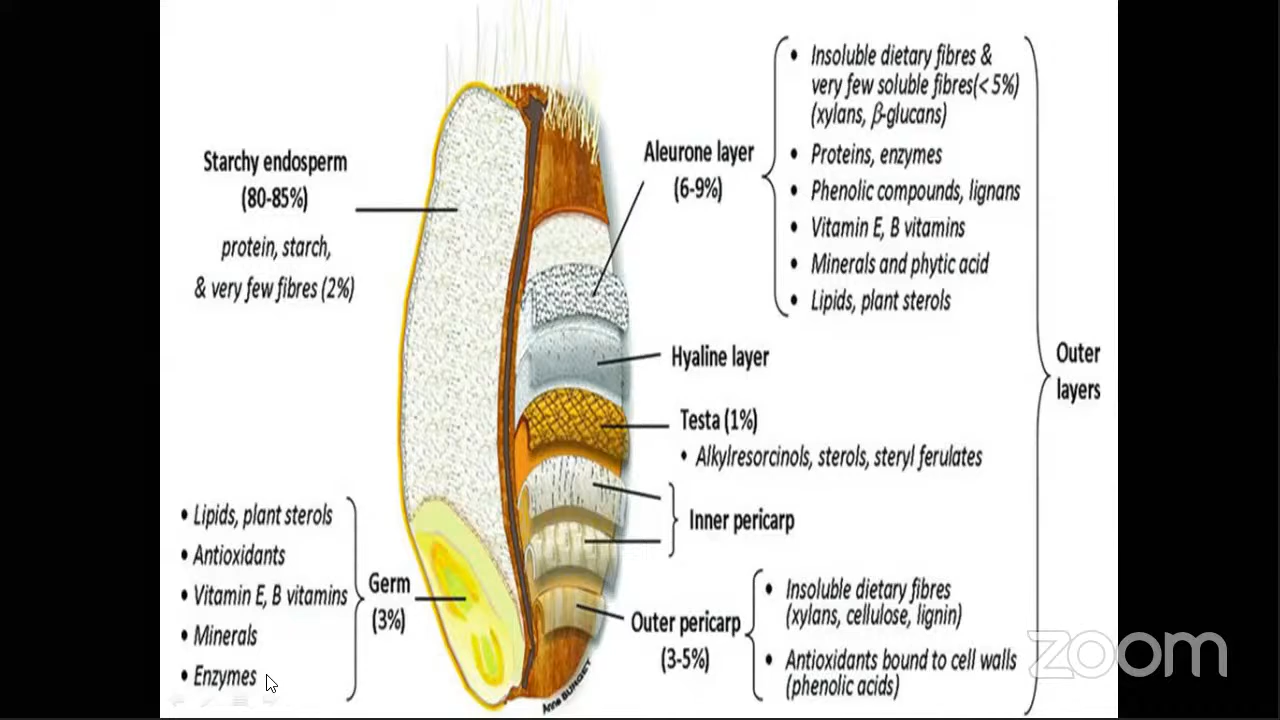 Starchy endosperm
(80-85%)
protein, starch,
& very few fibres (2%)
• Lipids, plant sterols
• Antioxidants
• Vitamin E, B vitamins
• Minerals
• Enzymes
Germ
(3%)
Aleurone layer
(6-9%)
• Insoluble dietary fibres &
very few soluble fibres(< 5%)
(xylans, β-glucans)
• Proteins, enzymes
• Phenolic compounds, lignans
• Vitamin E, B vitamins
• Minerals and phytic acid
• Lipids, plant sterols
Hyaline layer
Testa (1%)
• Alkylresorcinols, sterols, steryl ferulates
Inner pericarp
Outer pericarp
(3-5%)
• Insoluble dietary fibres
(xylans, cellulose, lignin)
• Antioxidants bound to cell walls
(phenolic acids)
Outer
layers
Anne BURGET
zoom